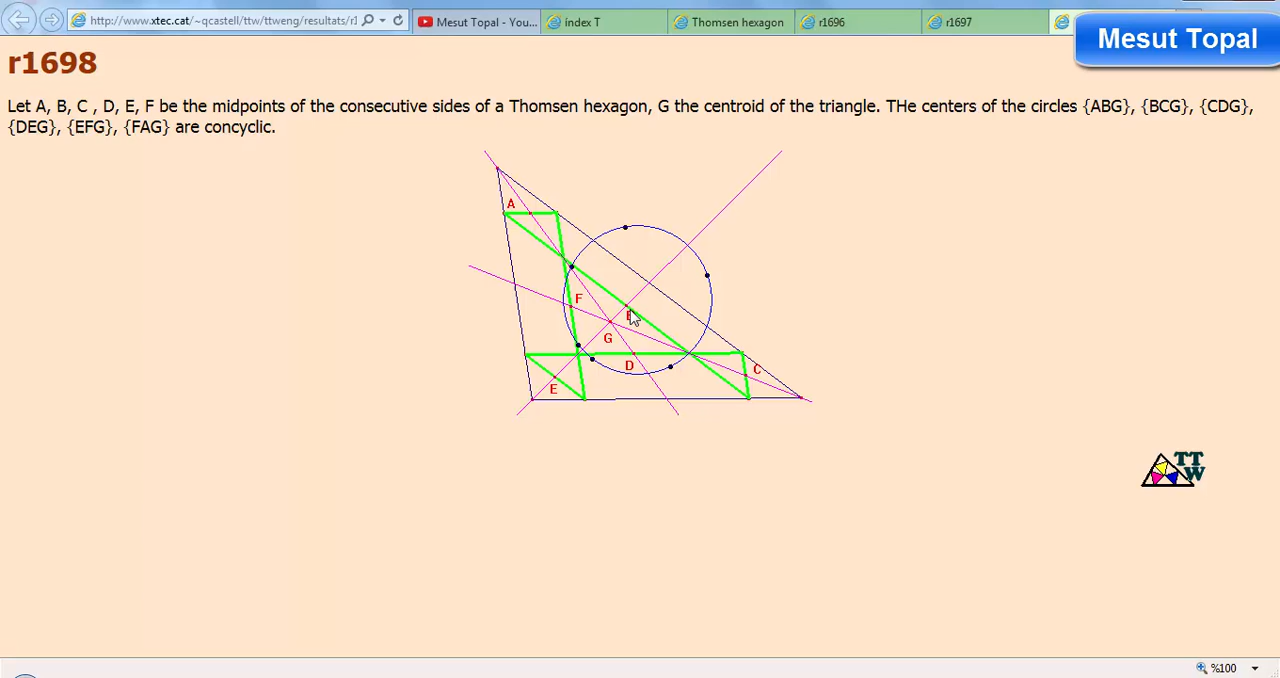 http://www.xtec.cat/~qcastell/ttw/ttweng/resultats/r1
Mesut Topal - You...
índex T
Thomsen hexagon
r1696
r1697
Mesut Topal
r1698
Let A, B, C , D, E, F be the midpoints of the consecutive sides of a Thomsen hexagon, G the centroid of the triangle. THe centers of the circles {ABG}, {BCG}, {CDG},
{DEG}, {EFG}, {FAG} are concyclic.
A
F
G
D
C
E
TT
W
%100